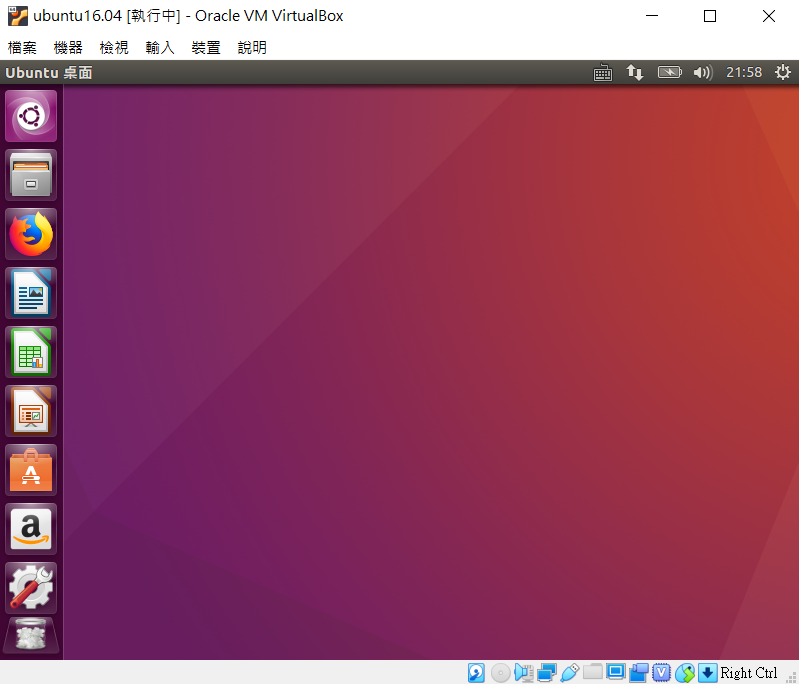 ubuntu16.04 [執行中] - Oracle VM VirtualBox
檔案 機器 檢視 輸入 裝置 說明
Ubuntu 桌面 21:58
A
a
V
Right Ctrl